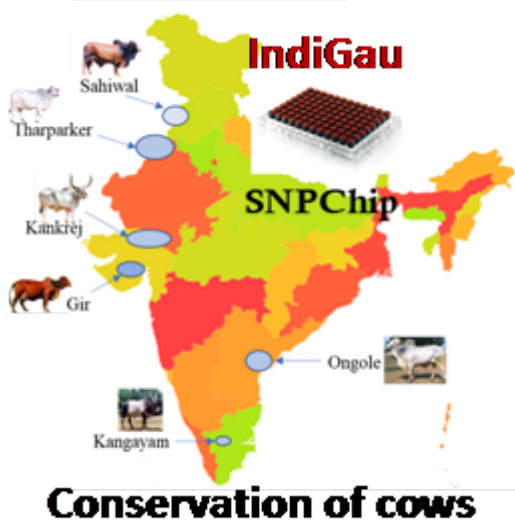 IndiGau
Sahiwal
Tharparker
SNPChip
Kankrej
Gir
Ongole
Kangayam
Conservation of cows